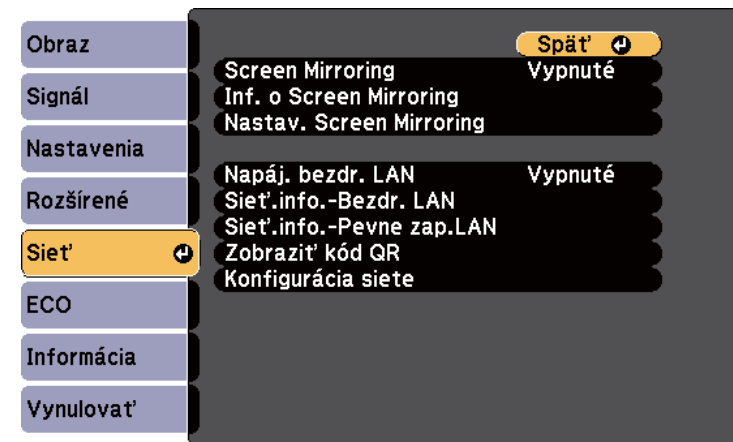 Obraz
Signál
Nastavenia
Rozšírené
Sieť
ECO
Informácia
Vynulovať
Späť
Screen Mirroring Vypnuté
Inf. o Screen Mirroring
Nastav. Screen Mirroring
Napáj. bezdr. LAN Vypnuté
Sieť.info.-Bezdr. LAN
Sieť.info.-Pevne zap.LAN
Zobraziť kód QR
Konfigurácia siete